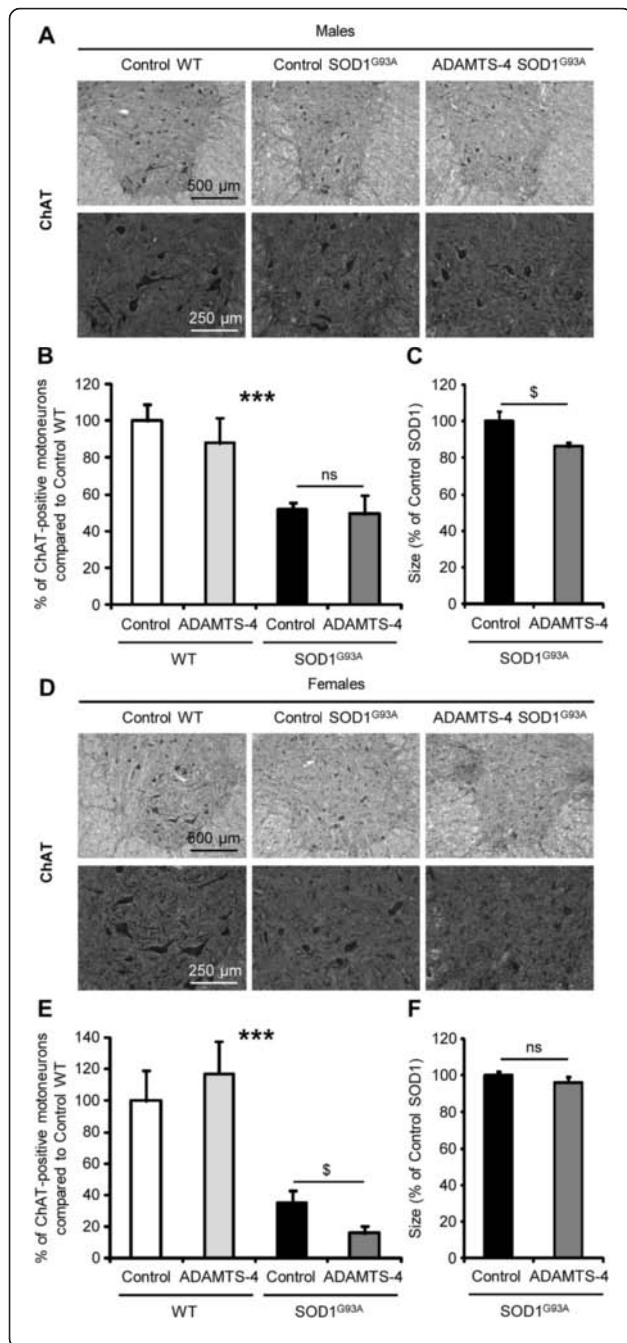 A
Males
Control WT Control SOD1G93A ADAMTS-4 SOD1G93A
ChAT
500 µm
250 µm
B
% of ChAT-positive motoneurons
compared to Control WT
120
100
80
60
40
20
0
***
ns
Control ADAMTS-4 Control ADAMTS-4
WT SOD1G93A
C
Size (% of Control SOD1)
120
100
80
60
40
20
0
$
Control ADAMTS-4
SOD1G93A
D
Females
Control WT Control SOD1G93A ADAMTS-4 SOD1G93A
ChAT
500 µm
250 µm
E
% of ChAT-positive motoneurons
compared to Control WT
140
120
100
80
60
40
20
0
***
$
Control ADAMTS-4 Control ADAMTS-4
WT SOD1G93A
F
Size (% of Control SOD1)
120
100
80
60
40
20
0
ns
Control ADAMTS-4
SOD1G93A